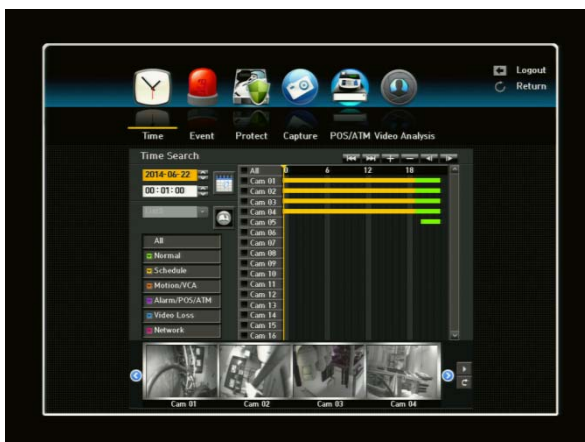 Logout
Return
Time Event Protect Capture POS/ATM Video Analysis
Time Search
2014-06-22
00:01:00
All
Normal
Schedule
Motion/VCA
Alarm/POS/ATM
Video Loss
Network
All 0 6 12 18
Cam 01
Cam 02
Cam 03
Cam 04
Cam 05
Cam 06
Cam 07
Cam 08
Cam 09
Cam 10
Cam 11
Cam 12
Cam 13
Cam 14
Cam 15
Cam 16
Cam 01 Cam 02 Cam 03 Cam 04